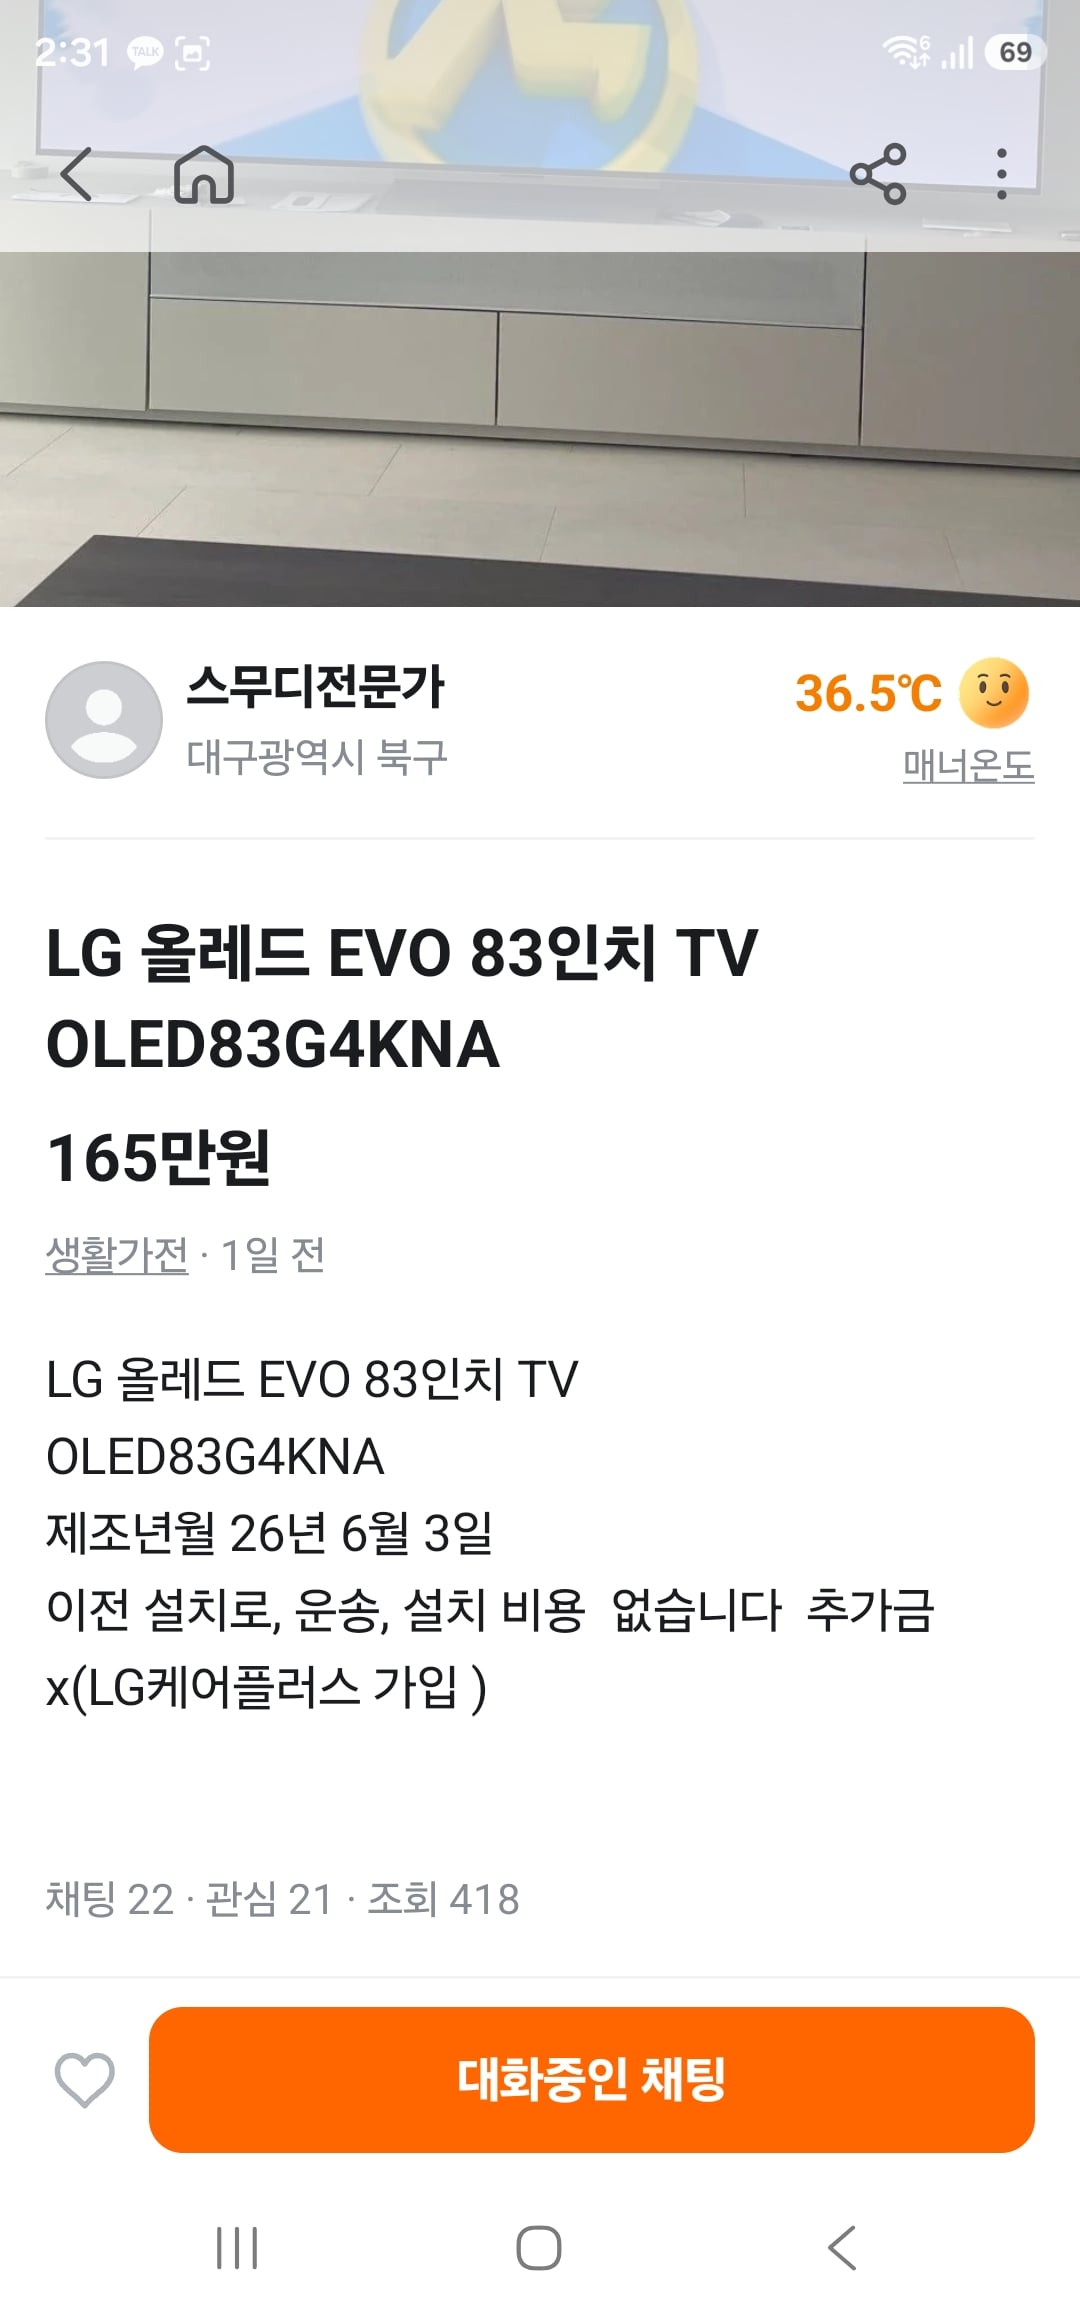 2:31 TALK 6 69
스무디전문가
36.5℃
대구광역시 북구
매너온도
LG 올레드 EVO 83인치 TV
OLED83G4KNA
165만원
생활가전 · 1일 전
LG 올레드 EVO 83인치 TV
OLED83G4KNA
제조년월 26년 6월 3일
이전 설치로, 운송, 설치 비용  없습니다  추가금
x(LG케어플러스 가입 )
채팅 22 · 관심 21 · 조회 418
대화중인 채팅